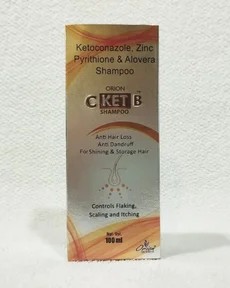 Ketoconazole, Zinc
Pyrithione & Alovera
Shampoo
ORION
C KET B™
SHAMPOO
Anti Hair Loss
Anti Dandruff
For Shining & Storage Hair
Controls Flaking,
Scaling and Itching
Net. Vol.
100 ml